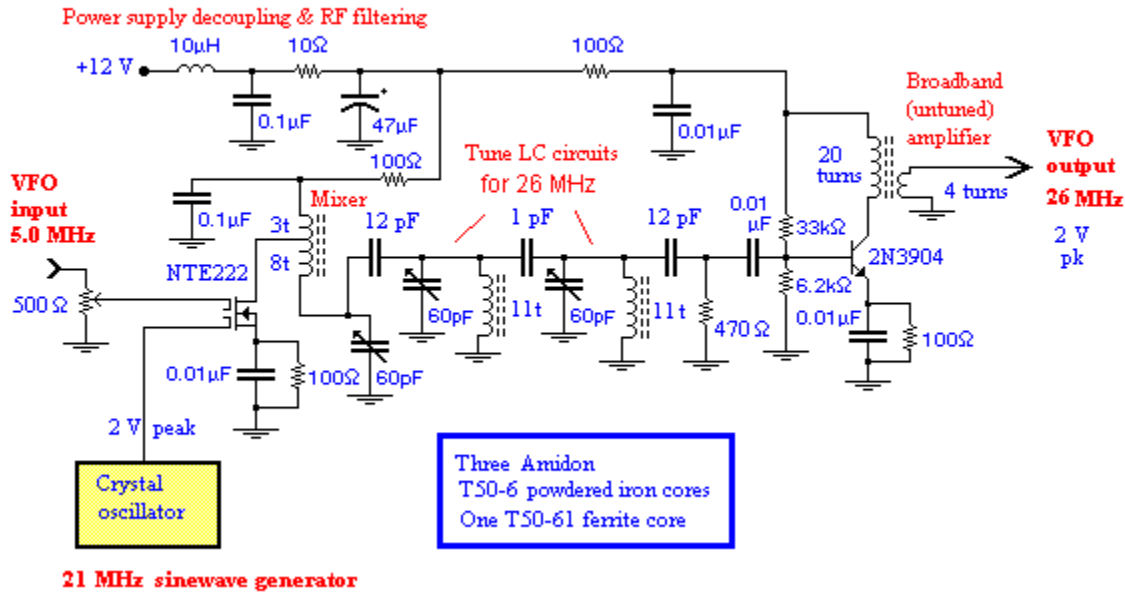 Power supply decoupling & RF filtering
10µH
10Ω
100Ω
+12 V
0.1µF
47µF
+
0.01µF
Broadband
(untuned)
amplifier
100Ω
Tune LC circuits
for 26 MHz
20
turns
4 turns
VFO
output
26 MHz
2 V
pk
VFO
input
5.0 MHz
0.1µF
Mixer
3t
8t
12 pF
1 pF
12 pF
0.01
µF
33kΩ
2N3904
NTE222
500 Ω
60pF
11t
60pF
11t
470 Ω
6.2kΩ
0.01µF
100Ω
0.01µF
100Ω
60pF
2 V peak
Crystal
oscillator
Three Amidon
T50-6 powdered iron cores
One T50-61 ferrite core
21 MHz sinewave generator